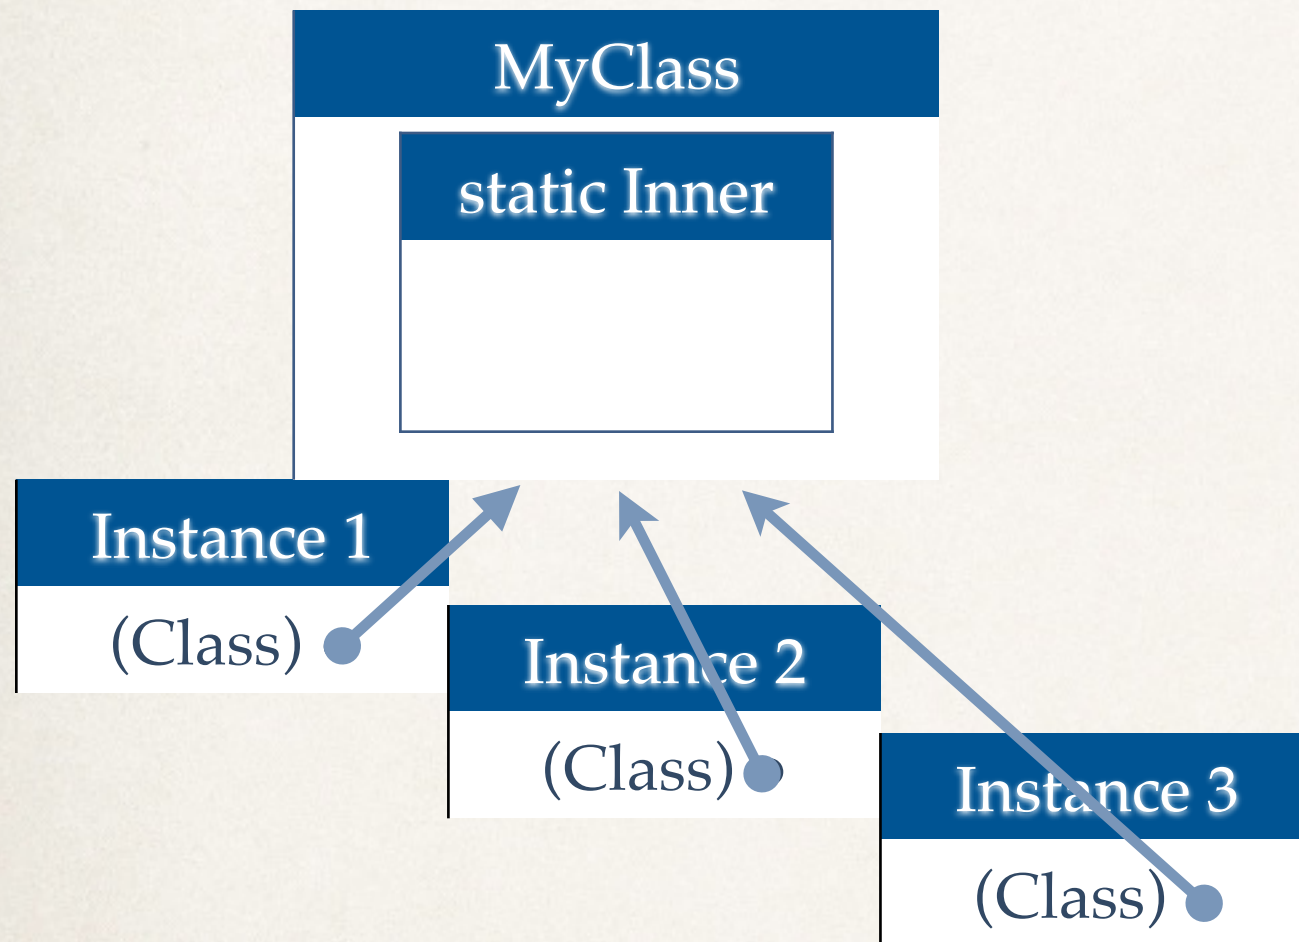 MyClass
static Inner
Instance 1
(Class)
Instance 2
(Class)
Instance 3
(Class)